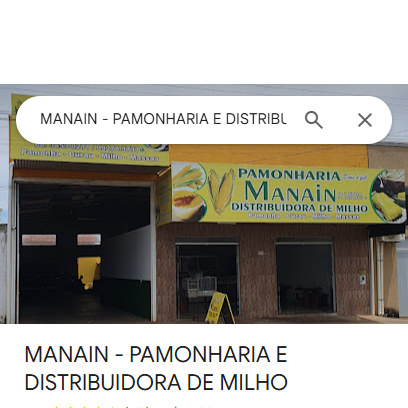 MANAIN - PAMONHARIA E DISTRIBU
Pamonha - Curau - Milho - Massas
PAMONHARIA
MANAIN
DISTRIBUIDORA DE MILHO
Pamonha - Curau - Milho - Massas
MANAIN - PAMONHARIA E
DISTRIBUIDORA DE MILHO